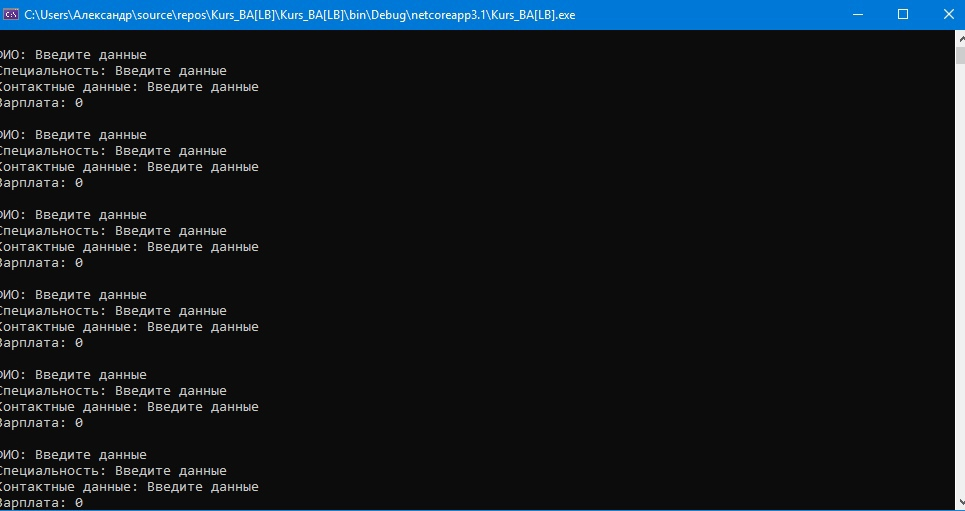 C:\Users\Александр\source\repos\Kurs_BA[LB]\Kurs_BA[LB]\bin\Debug\netcoreapp3.1\Kurs_BA[LB].exe
ФИО: Введите данные
Специальность: Введите данные
Контактные данные: Введите данные
Зарплата: 0
ФИО: Введите данные
Специальность: Введите данные
Контактные данные: Введите данные
Зарплата: 0
ФИО: Введите данные
Специальность: Введите данные
Контактные данные: Введите данные
Зарплата: 0
ФИО: Введите данные
Специальность: Введите данные
Контактные данные: Введите данные
Зарплата: 0
ФИО: Введите данные
Специальность: Введите данные
Контактные данные: Введите данные
Зарплата: 0
ФИО: Введите данные
Специальность: Введите данные
Контактные данные: Введите данные
Зарплата: 0